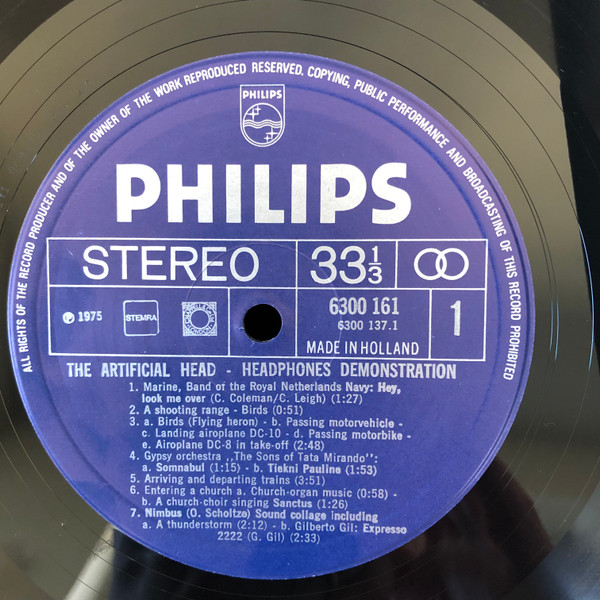 ALL RIGHTS OF THE RECORD PRODUCER AND OF THE OWNER OF THE WORK REPRODUCED RESERVED. COPYING, PUBLIC PERFORMANCE AND BROADCASTING OF THIS RECORD PROHIBITED
PHILIPS
PHILIPS
STEREO 33 1/3
℗ 1975 STEMRA 6300 161 1
6300 137.1
MADE IN HOLLAND
THE ARTIFICIAL HEAD - HEADPHONES DEMONSTRATION
1. Marine, Band of the Royal Netherlands Navy: Hey,
look me over (C. Coleman/C. Leigh) (1:27)
2. A shooting range - Birds (0:51)
3. a. Birds (Flying heron) - b. Passing motorvehicle -
c. Landing airoplane DC-10 - d. Passing motorbike -
e. Airoplane DC-8 in take-off (2:48)
4. Gypsy orchestra ,,The Sons of Tata Mirando":
a. Somnabul (1:15) - b. Tiekni Pauline (1:53)
5. Arriving and departing trains (3:51)
6. Entering a church a. Church-organ music (0:58) -
b. A church-choir singing Sanctus (1:26)
7. Nimbus (O. Scholtze) Sound collage including
a. A thunderstorm (2:12) - b. Gilberto Gil: Expresso
2222 (G. Gil) (2:33)